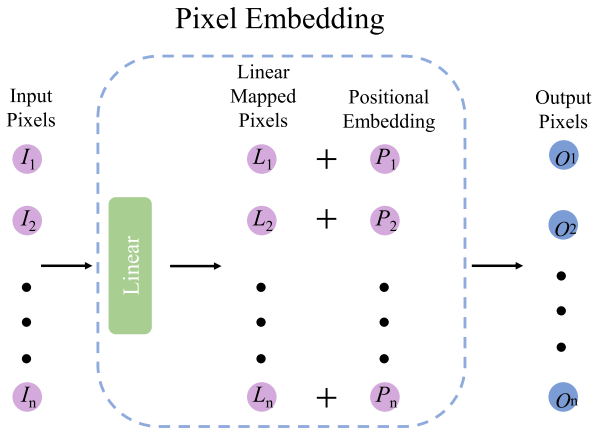 Pixel Embedding
Input
Pixels
Linear
Mapped
Pixels
Positional
Embedding
Output
Pixels
I1
L1 + P1
O1
I2
L2 + P2
O2
Linear
In
Ln + Pn
On